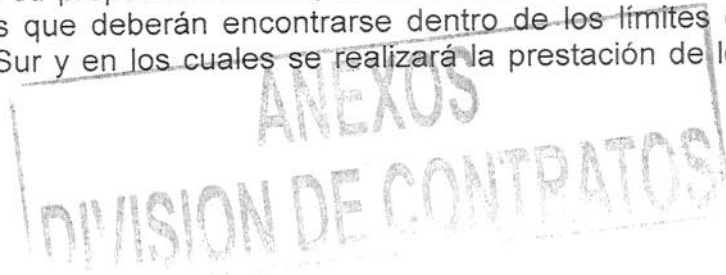 s que deberán encontrarse dentro de los límites
Sur y en los cuales se realizará la prestación de
ANEXOS
DIVISION DE CONTRATOS